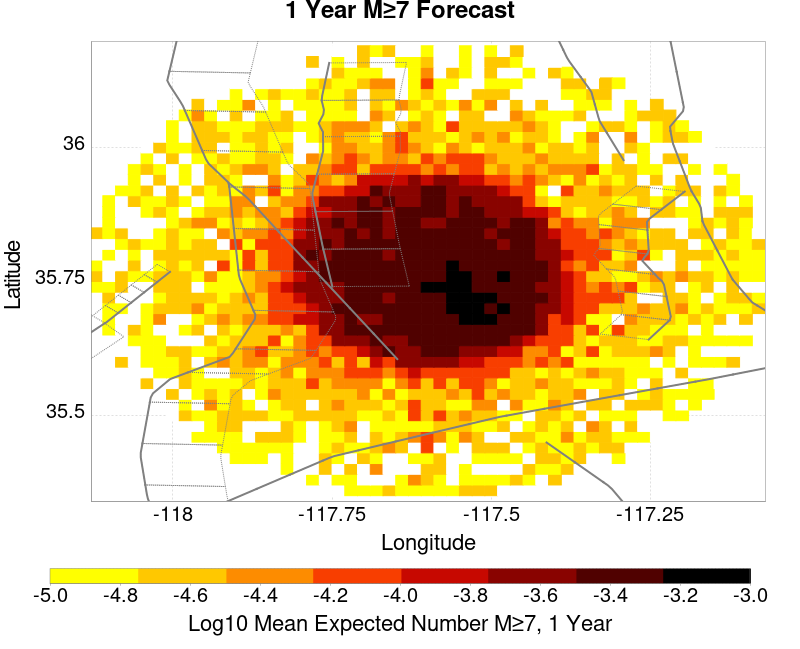 1 Year M≥7 Forecast
36
35.75
35.5
Latitude
-118 -117.75 -117.5 -117.25
Longitude
-5.0 -4.8 -4.6 -4.4 -4.2 -4.0 -3.8 -3.6 -3.4 -3.2 -3.0
Log10 Mean Expected Number M≥7, 1 Year